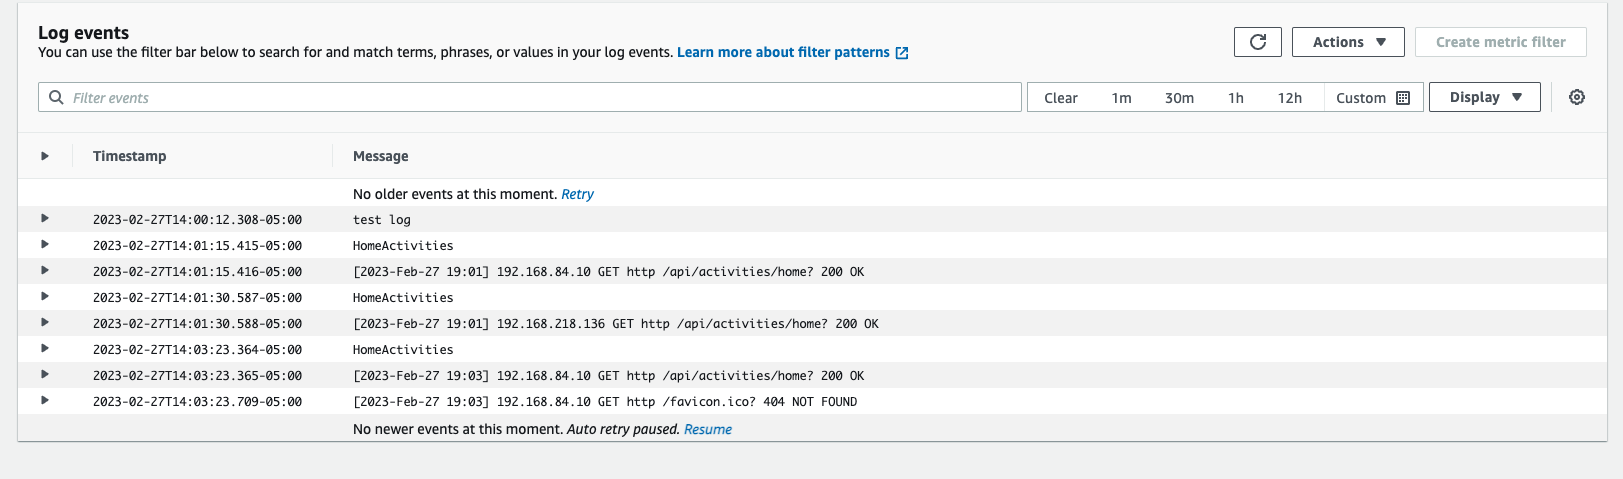 Log events
You can use the filter bar below to search for and match terms, phrases, or values in your log events. Learn more about filter patterns
Actions
Create metric filter
Filter events
Clear 1m 30m 1h 12h Custom
Display
Timestamp Message
No older events at this moment. Retry
2023-02-27T14:00:12.308-05:00 test log
2023-02-27T14:01:15.415-05:00 HomeActivities
2023-02-27T14:01:15.416-05:00 [2023-Feb-27 19:01] 192.168.84.10 GET http /api/activities/home? 200 OK
2023-02-27T14:01:30.587-05:00 HomeActivities
2023-02-27T14:01:30.588-05:00 [2023-Feb-27 19:01] 192.168.218.136 GET http /api/activities/home? 200 OK
2023-02-27T14:03:23.364-05:00 HomeActivities
2023-02-27T14:03:23.365-05:00 [2023-Feb-27 19:03] 192.168.84.10 GET http /api/activities/home? 200 OK
2023-02-27T14:03:23.709-05:00 [2023-Feb-27 19:03] 192.168.84.10 GET http /favicon.ico? 404 NOT FOUND
No newer events at this moment. Auto retry paused. Resume